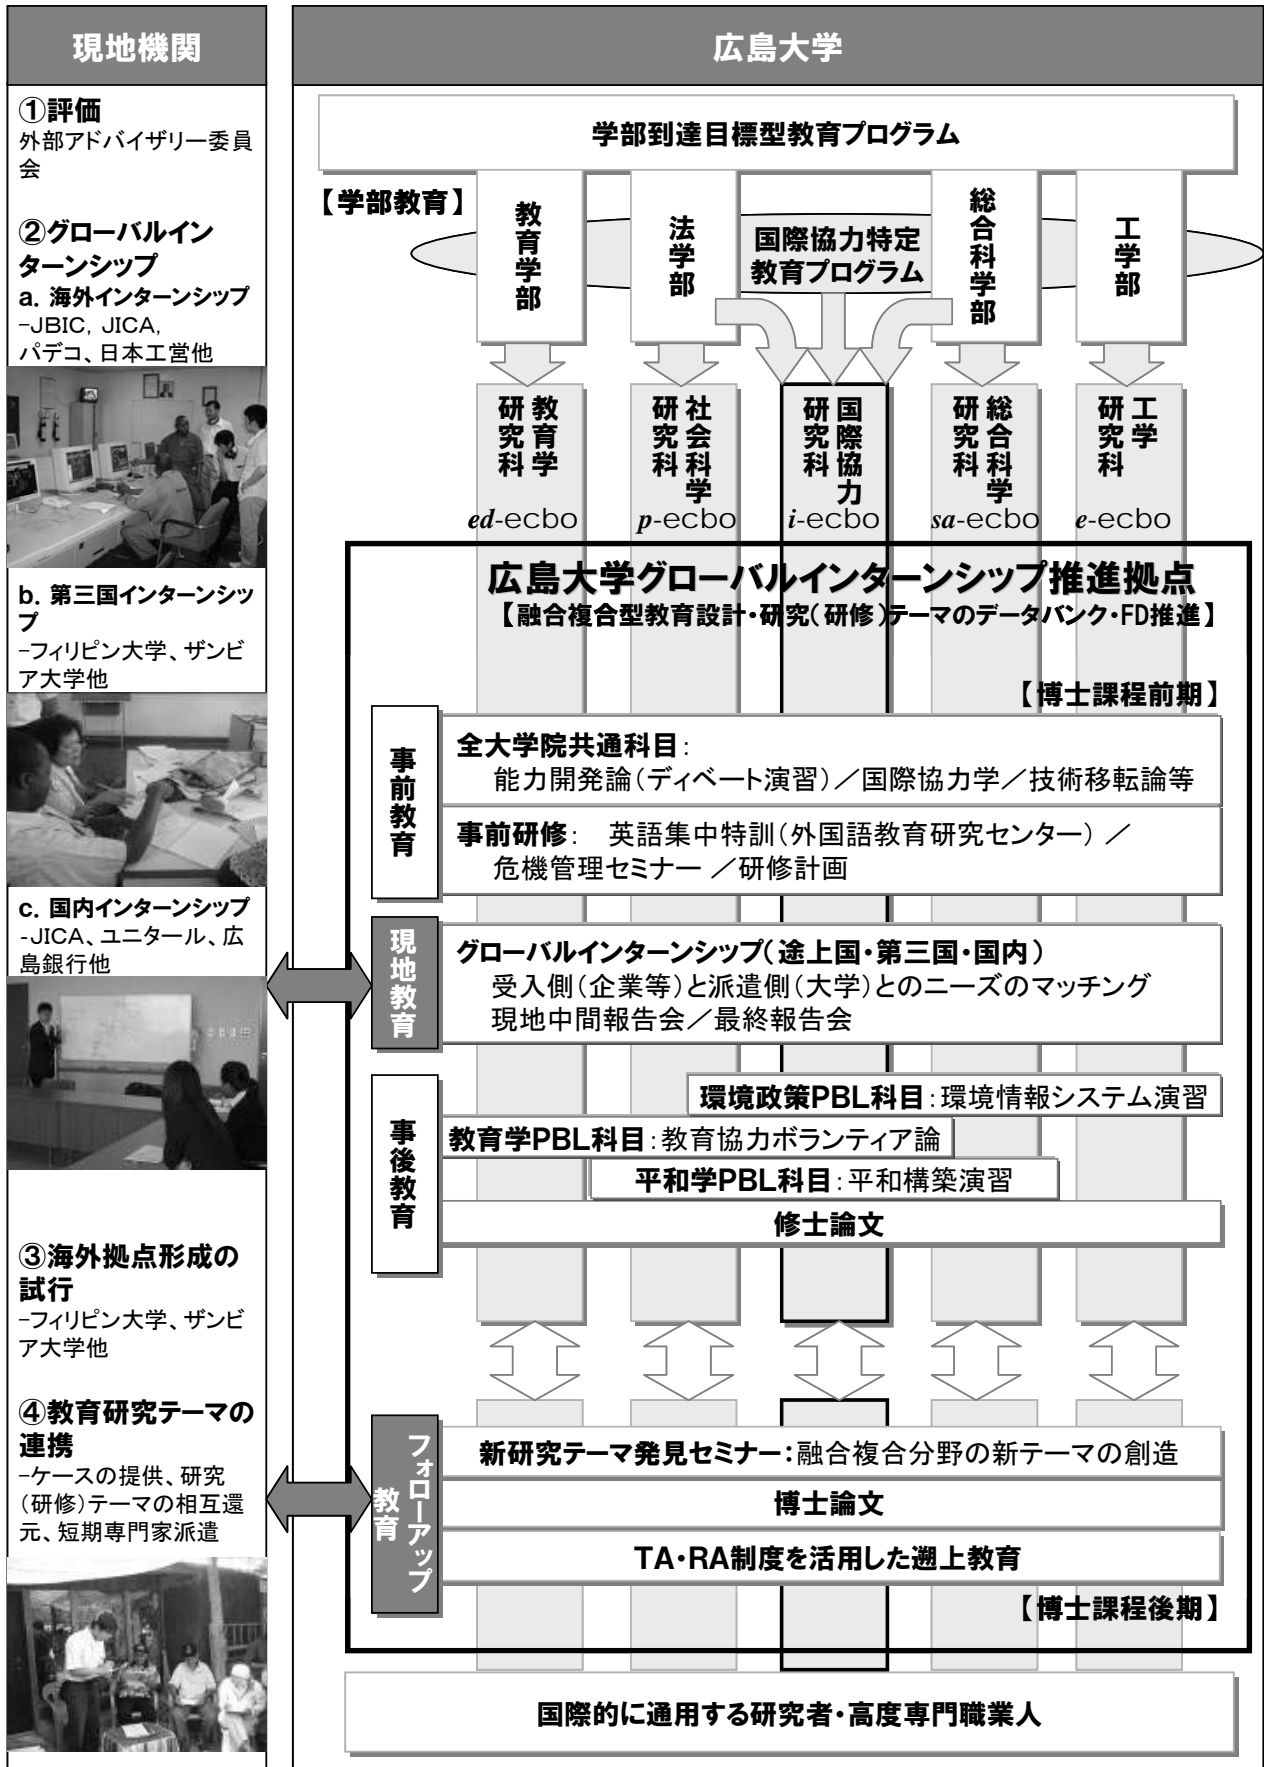 現地機関
①評価
外部アドバイザリー委員
会
②グローバルイン
ターンシップ
a. 海外インターンシップ
-JBIC, JICA,
パデコ、日本工営他
b. 第三国インターンシッ
プ
-フィリピン大学、ザンビ
ア大学他
c. 国内インターンシップ
-JICA、ユニタール、広
島銀行他
③海外拠点形成の
試行
-フィリピン大学、ザンビ
ア大学他
④教育研究テーマの
連携
-ケースの提供、研究
(研修)テーマの相互還
元、短期専門家派遣
広島大学
学部到達目標型教育プログラム
【学部教育】
教育学部
法学部
国際協力特定
教育プログラム
総合科学部
工学部
教育学
研究科
社会科学
研究科
国際協力
研究科
総合科学
研究科
工学
研究科
ed-ecbo
p-ecbo
i-ecbo
sa-ecbo
e-ecbo
広島大学グローバルインターンシップ推進拠点
【融合複合型教育設計・研究(研修)テーマのデータバンク・FD推進】
【博士課程前期】
事前教育
全大学院共通科目:
能力開発論(ディベート演習)/国際協力学/技術移転論等
事前研修: 英語集中特訓(外国語教育研究センター) /
危機管理セミナー /研修計画
現地教育
グローバルインターンシップ(途上国・第三国・国内)
受入側(企業等)と派遣側(大学)とのニーズのマッチング
現地中間報告会/最終報告会
事後教育
環境政策PBL科目:環境情報システム演習
教育学PBL科目:教育協力ボランティア論
平和学PBL科目:平和構築演習
修士論文
フォローアップ
教育
新研究テーマ発見セミナー:融合複合分野の新テーマの創造
博士論文
TA・RA制度を活用した遡上教育
【博士課程後期】
国際的に通用する研究者・高度専門職業人